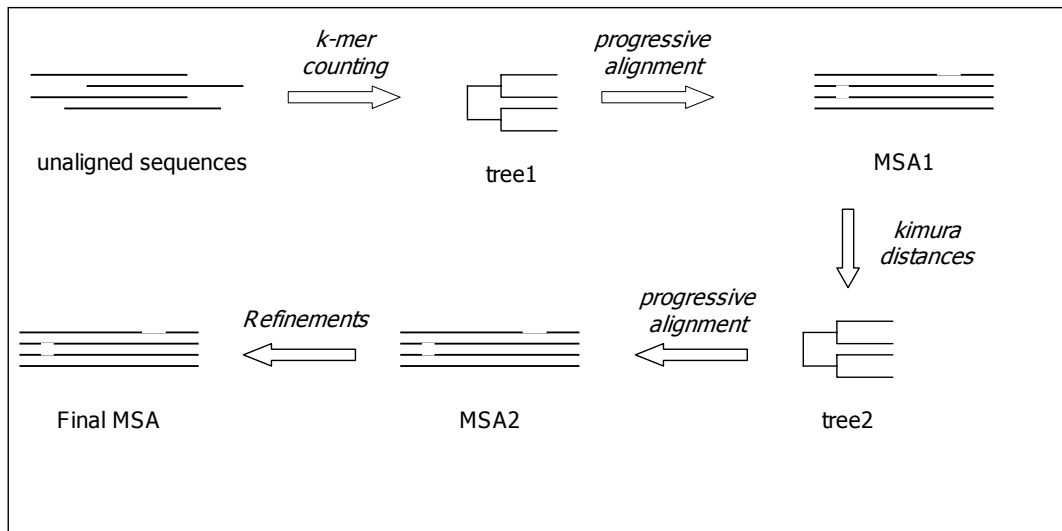 k-mer
counting
progressive
alignment
unaligned sequences
tree1
MSA1
kimura
distances
progressive
alignment
Refinements
Final MSA
MSA2
tree2